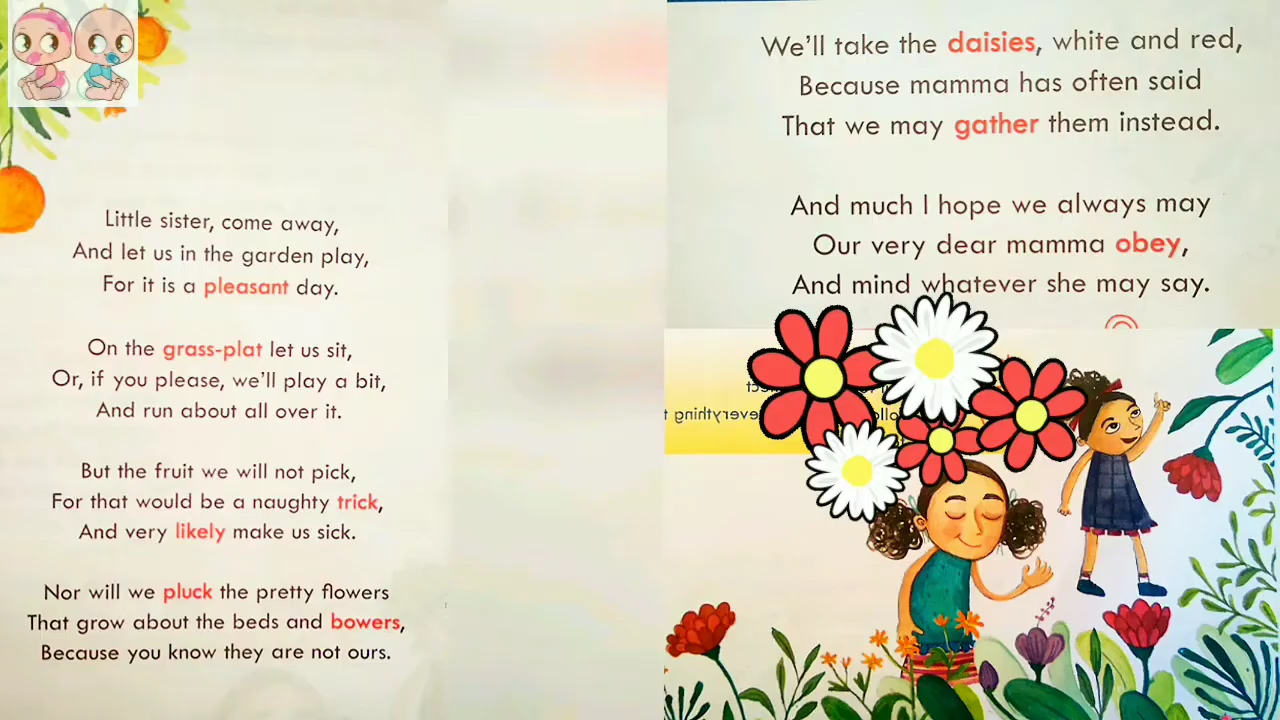 Little sister, come away,
And let us in the garden play,
For it is a pleasant day.
On the grass-plat let us sit,
Or, if you please, we'll play a bit,
And run about all over it.
But the fruit we will not pick,
For that would be a naughty trick,
And very likely make us sick.
Nor will we pluck the pretty flowers
That grow about the beds and bowers,
Because you know they are not ours.
We'll take the daisies, white and red,
Because mamma has often said
That we may gather them instead.
And much I hope we always may
Our very dear mamma obey,
And mind whatever she may say.
everything